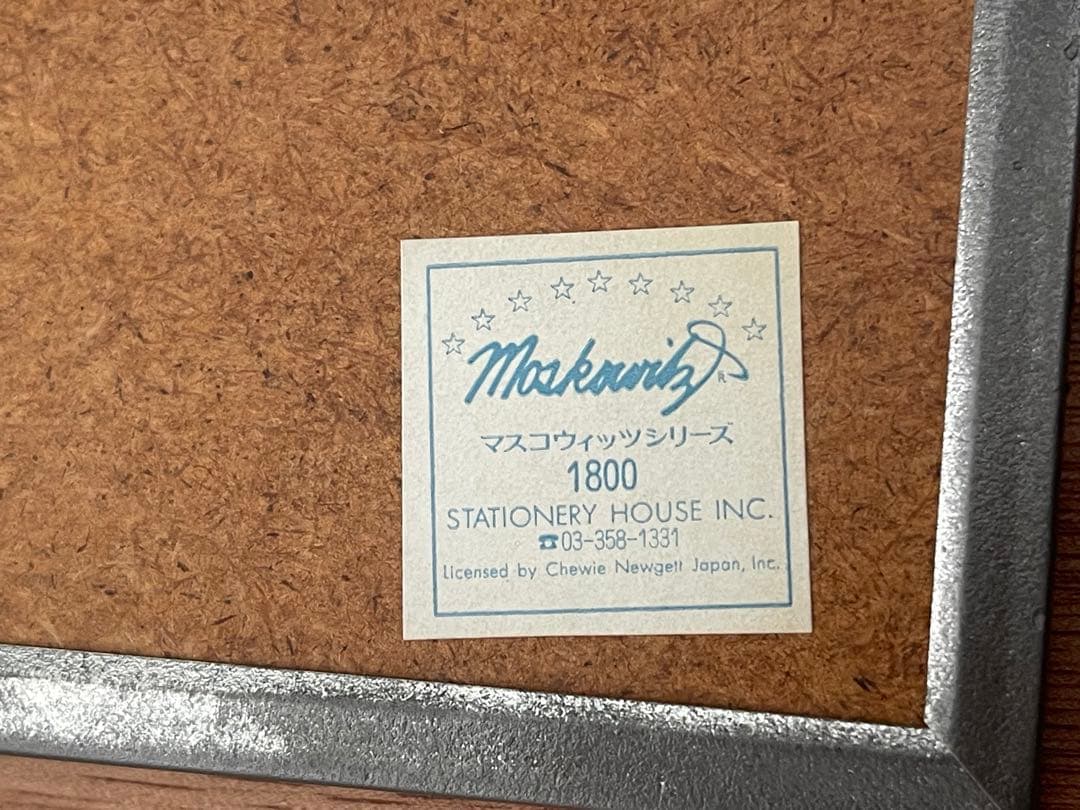 ☆☆☆☆☆☆☆☆☆
Moskowitz ®
マスコウィッツシリーズ
1800
STATIONERY HOUSE INC.
☎03-358-1331
Licensed by Chewie Newgett Japan, Inc.